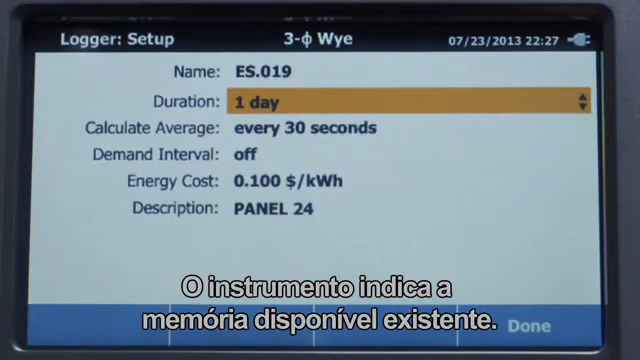 Logger: Setup 3-ϕ Wye 07/23/2013 22:27
Name: ES.019
Duration: 1 day
Calculate Average: every 30 seconds
Demand Interval: off
Energy Cost: 0.100 $/kWh
Description: PANEL 24
O instrumento indica a
memória disponível existente.
Done